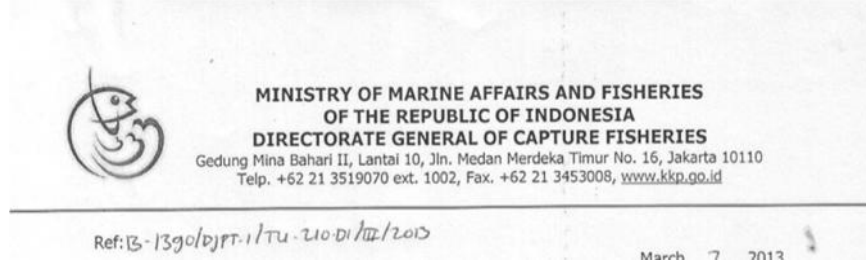 MINISTRY OF MARINE AFFAIRS AND FISHERIES
OF THE REPUBLIC OF INDONESIA
DIRECTORATE GENERAL OF CAPTURE FISHERIES
Gedung Mina Bahari II, Lantai 10, Jln. Medan Merdeka Timur No. 16, Jakarta 10110
Telp. +62 21 3519070 ext. 1002, Fax. +62 21 3453008, www.kkp.go.id
Ref: B-1390/DJPT.1/TU.210.D1/III/2013
March 7 2013